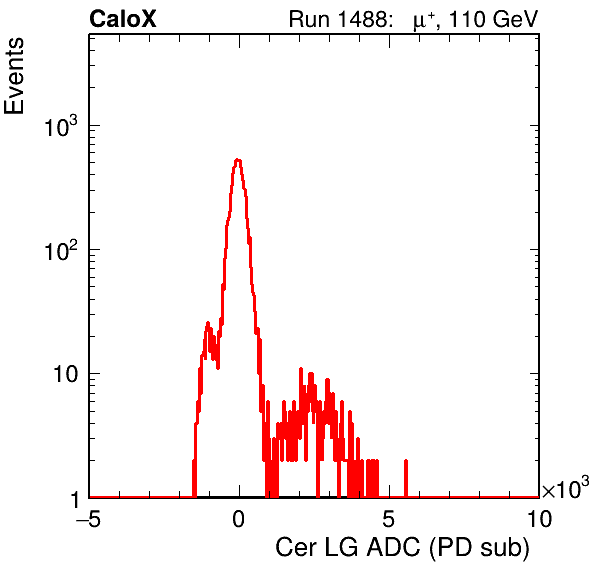 CaloX Run 1488: μ⁺, 110 GeV
Events
10³
10²
10
1
−5 0 5 10
×10³
Cer LG ADC (PD sub)